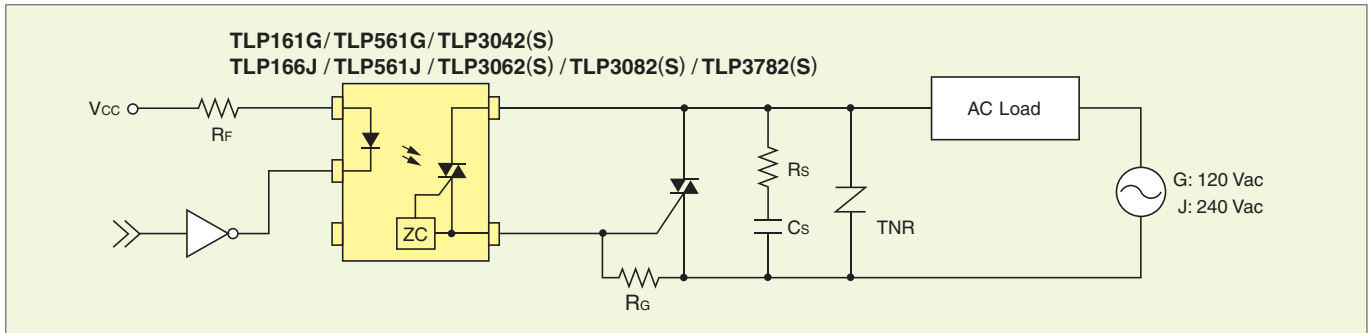 TLP161G/ TLP561G/ TLP3042(S)
TLP166J / TLP561J / TLP3062(S) / TLP3082(S) / TLP3782(S)
VCC
RF
ZC
RG
RS
CS
TNR
AC Load
G: 120 Vac
J: 240 Vac